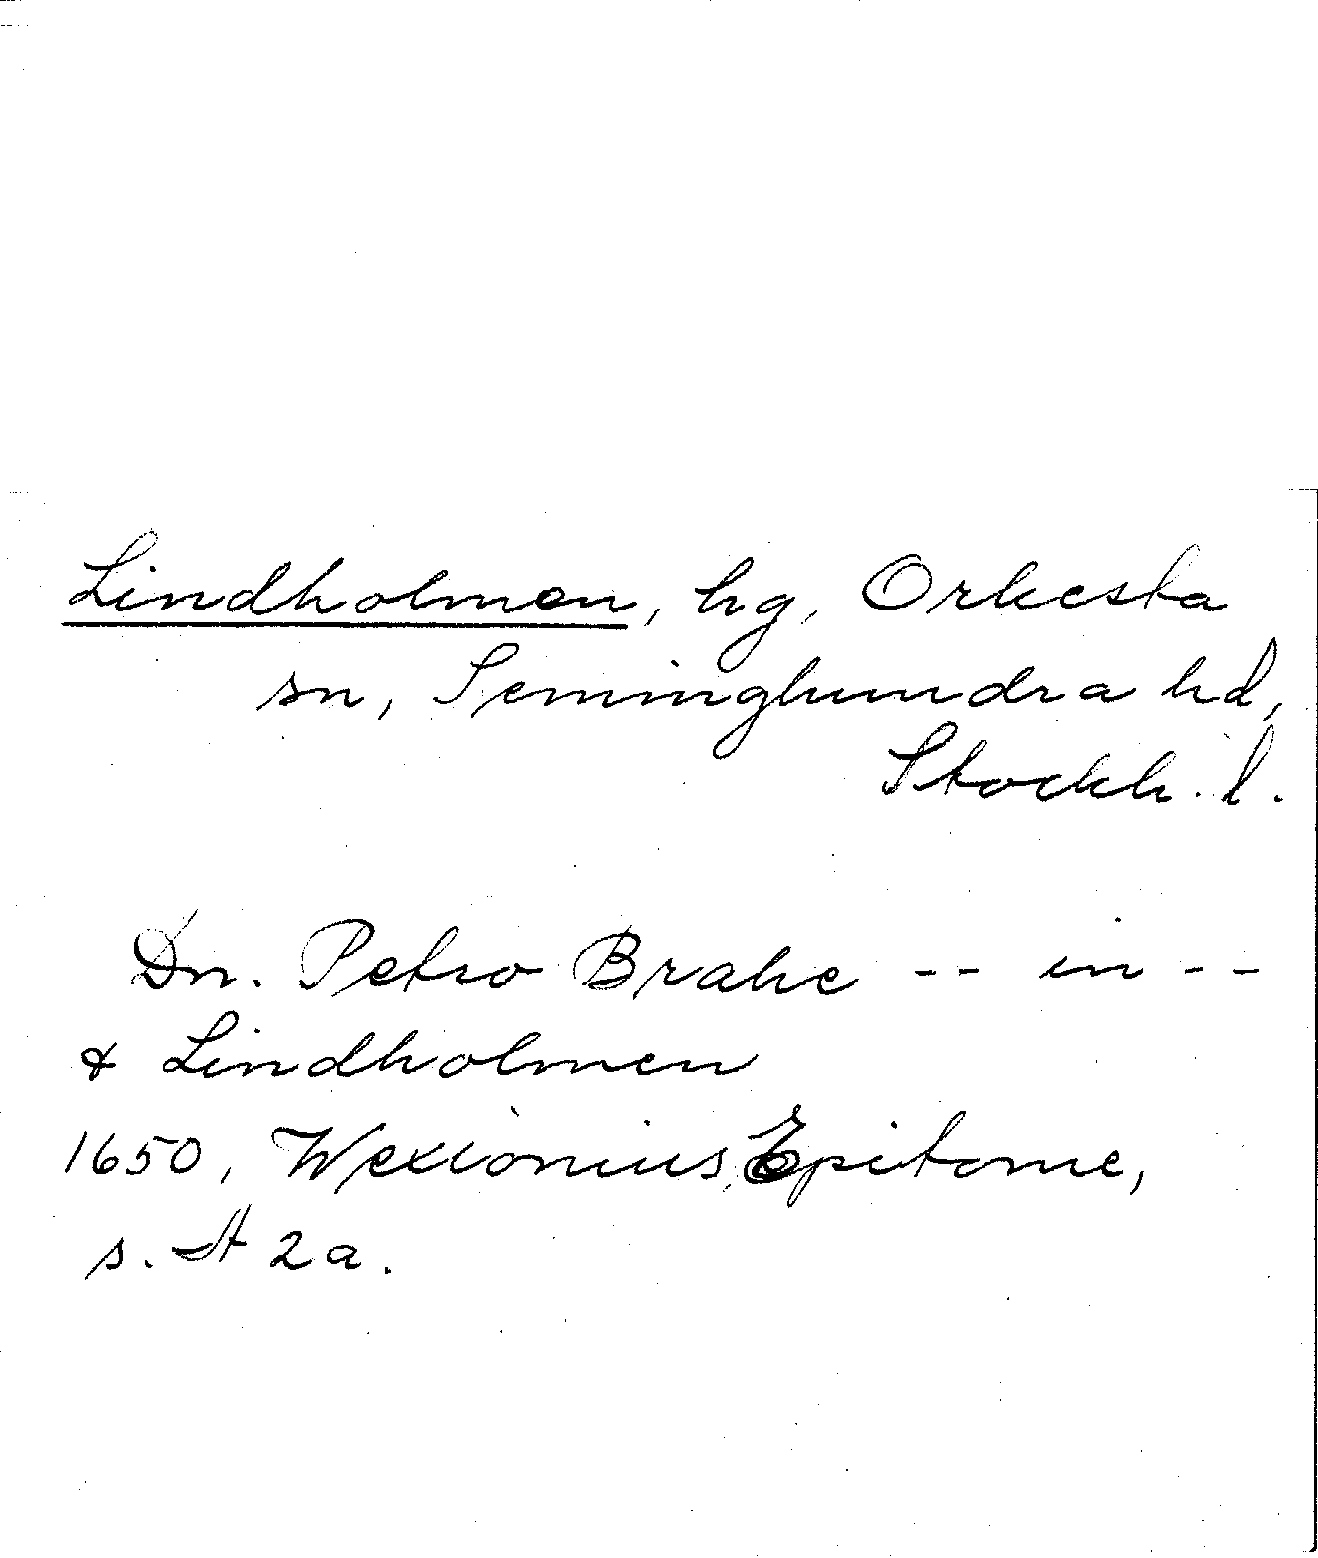 Lindholmen, hg, Orkesta
sn, Seminghundra hd,
Stockh. l.
Dn. Petro Brahe -- in --
& Lindholmen
1650, Wexionius, Epitome,
s. A 2a.